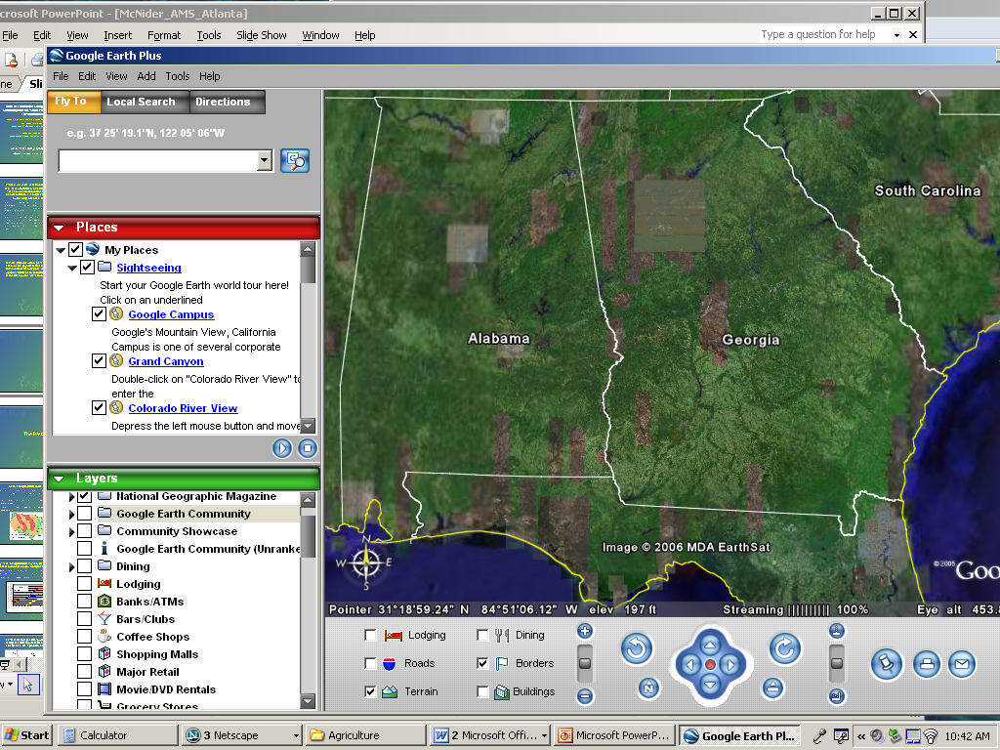 crosoft PowerPoint - [McNider_AMS_Atlanta]
File Edit View Insert Format Tools Slide Show Window Help Type a question for help
ne Sli
Google Earth Plus
File Edit View Add Tools Help
Fly To Local Search Directions
e.g. 37 25' 19.1"N, 122 05' 06"W
Places
My Places
Sightseeing
Start your Google Earth world tour here!
Click on an underlined
Google Campus
Google's Mountain View, California
Campus is one of several corporate
Grand Canyon
Double-click on "Colorado River View" to
enter the
Colorado River View
Depress the left mouse button and move
Layers
National Geographic Magazine
Google Earth Community
Community Showcase
Google Earth Community (Unranke
Dining
Lodging
Banks/ATMs
Bars/Clubs
Coffee Shops
Shopping Malls
Major Retail
Movie/DVD Rentals
Grocery Stores
South Carolina
Alabama
Georgia
Image © 2006 MDA EarthSat
N
W E
S
© 2005 Goo
Pointer 31°18'59.24" N 84°51'06.12" W elev 197 ft Streaming |||||||||| 100% Eye alt 453.8
Lodging Dining
Roads Borders
Terrain Buildings
N
Start Calculator 3 Netscape Agriculture 2 Microsoft Offi... Microsoft PowerP... Google Earth Pl... « 10:42 AM